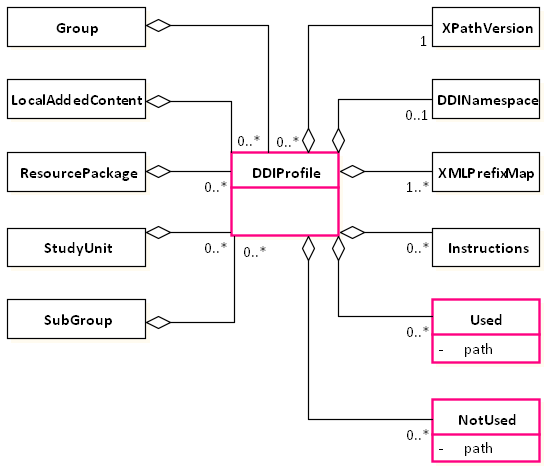 Group
XPathVersion
1
LocalAddedContent
DDINamespace
0..1
0..*
0..*
ResourcePackage
DDIProfile
XMLPrefixMap
0..*
1..*
StudyUnit
Instructions
0..*
0..*
0..*
SubGroup
Used
0..*
- path
NotUsed
0..*
- path